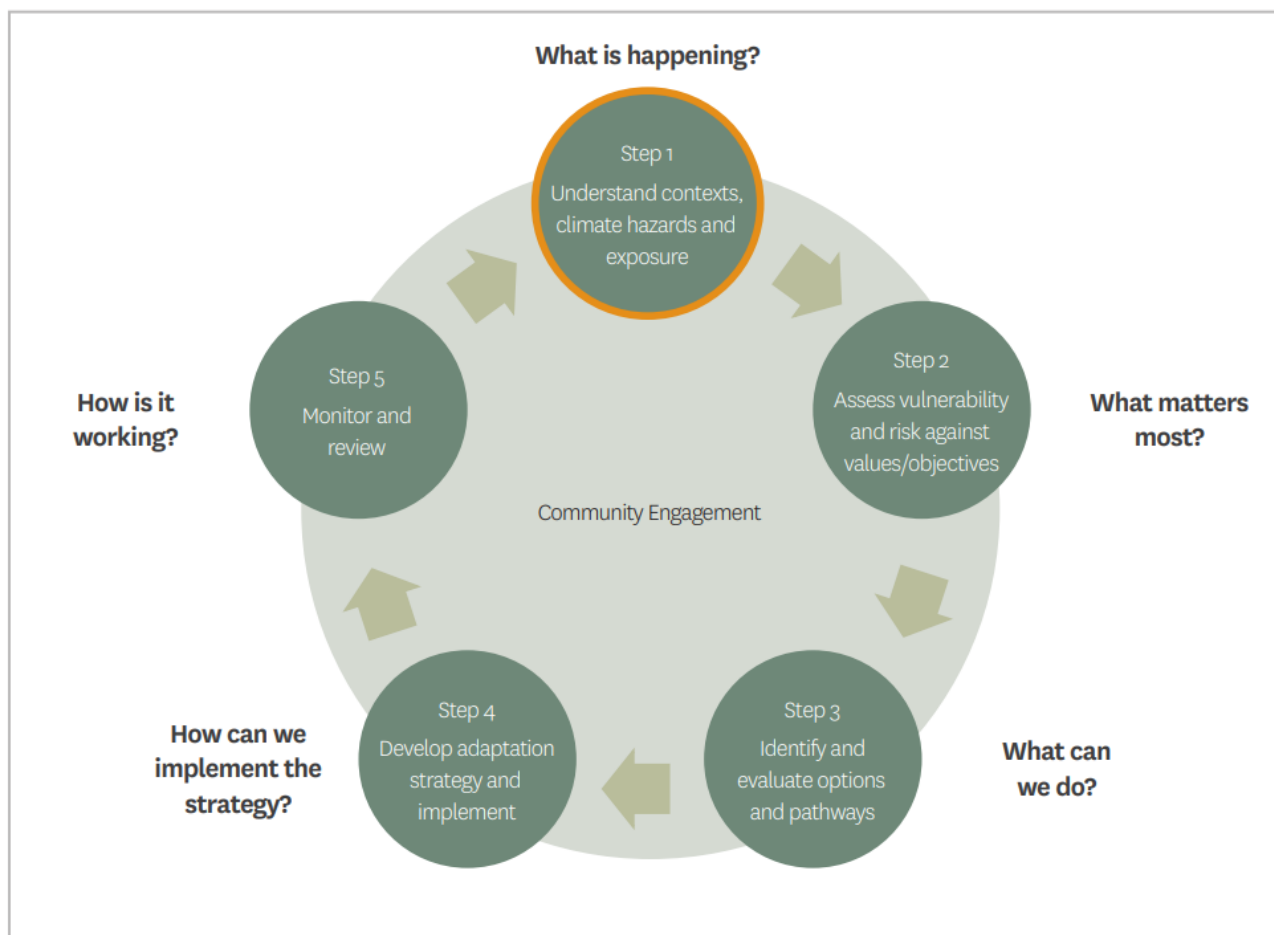 What is happening?
Step 1
Understand contexts,
climate hazards and
exposure
Step 2
Assess vulnerability
and risk against
values/objectives
What matters
most?
Step 3
Identify and
evaluate options
and pathways
What can
we do?
Step 4
Develop adaptation
strategy and
implement
How can we
implement the
strategy?
Step 5
Monitor and
review
How is it
working?
Community Engagement